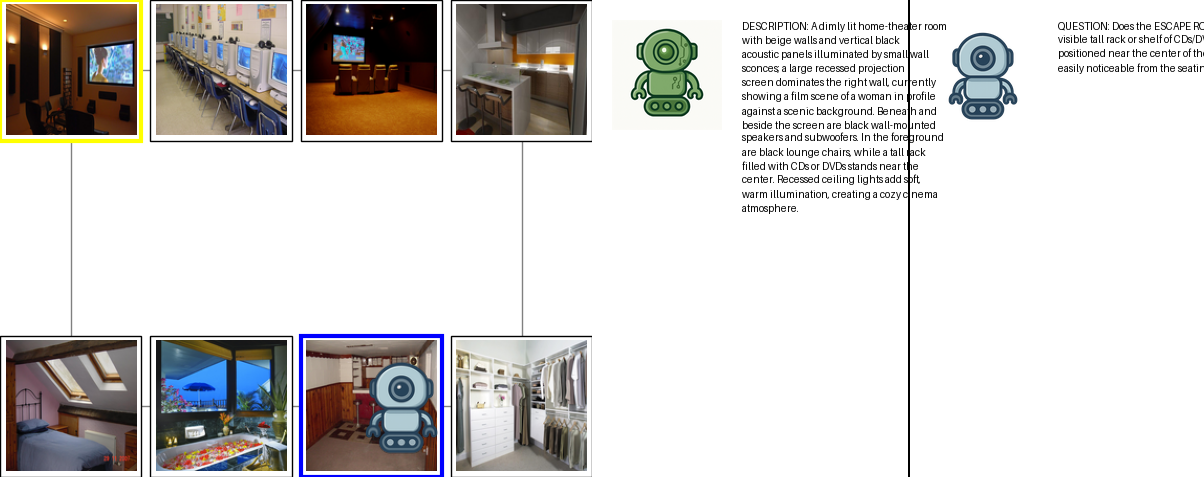 DESCRIPTION: A dimly lit home-theater room
with beige walls and vertical black
acoustic panels illuminated by small wall
sconces; a large recessed projection
screen dominates the right wall, currently
showing a film scene of a woman in profile
against a scenic background. Beneath and
beside the screen are black wall-mounted
speakers and subwoofers. In the foreground
are black lounge chairs, while a tall rack
filled with CDs or DVDs stands near the
center. Recessed ceiling lights add soft,
warm illumination, creating a cozy cinema
atmosphere.
QUESTION: Does the ESCAPE RO
visible tall rack or shelf of CDs/DV
positioned near the center of the
easily noticeable from the seatin